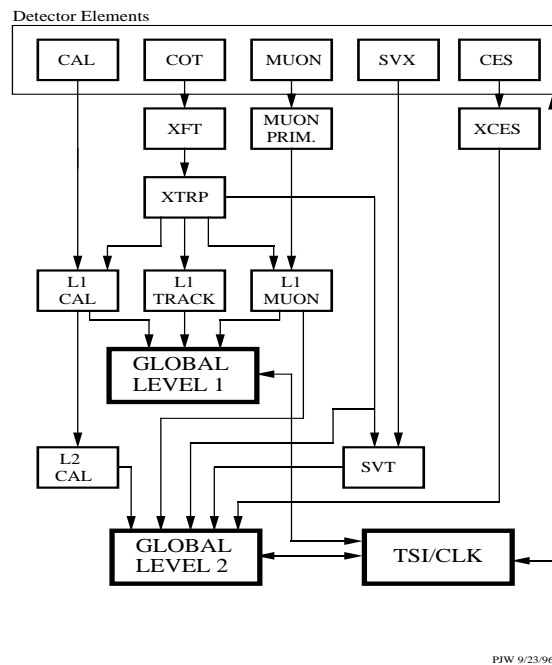 Detector Elements
CAL
COT
MUON
SVX
CES
XFT
MUON
PRIM.
XCES
XTRP
L1
CAL
L1
TRACK
L1
MUON
GLOBAL
LEVEL 1
L2
CAL
SVT
GLOBAL
LEVEL 2
TSI/CLK
PJW 9/23/96